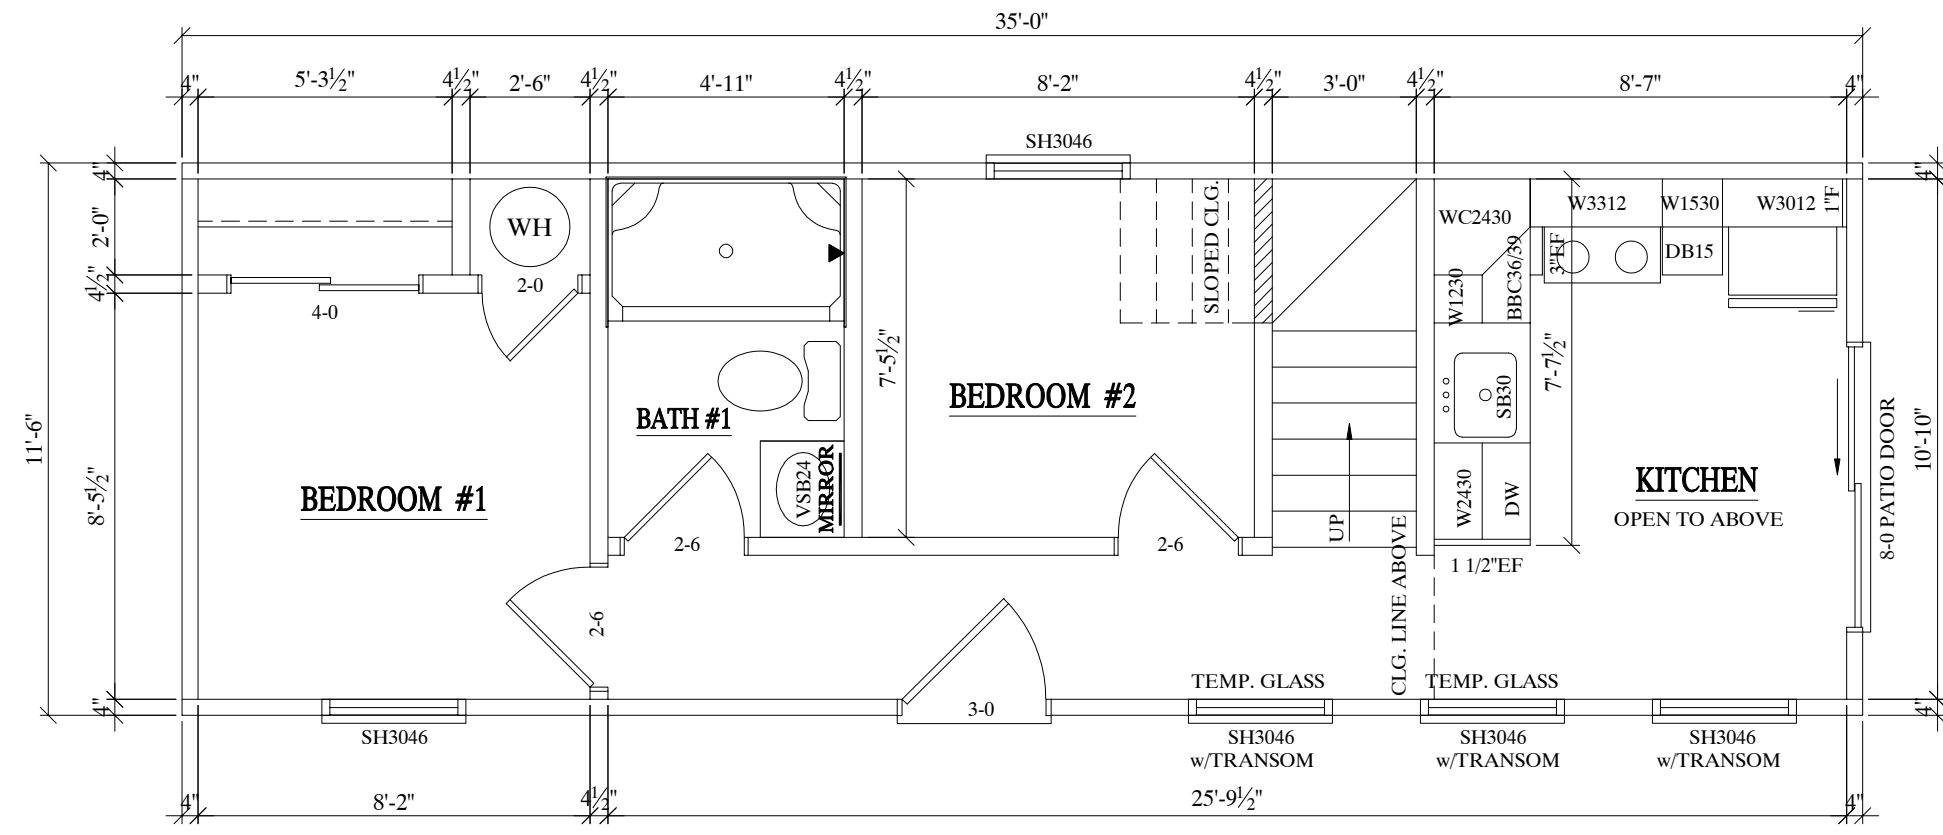 35'-0"
4" 5'-3½" 4½" 2'-6" 4½" 4'-11" 4½" 8'-2" 4½" 3'-0" 4½" 8'-7" 4"
SH3046
4"
4"
2'-0"
4½"
8'-5½"
4"
11'-6"
WH
2-0
4-0
BEDROOM #1
2-6
SH3046
BATH #1
VSB24
MIRROR
2-6
7'-5½"
BEDROOM #2
SLOPED CLG.
2-6
3-0
UP
CLG. LINE ABOVE
WC2430
W3312
W1530
W3012
1"F
3"EF
DB15
W1230
BBC36/39
SB30
7'-7½"
W2430
DW
1 1/2"EF
KITCHEN
OPEN TO ABOVE
8-0 PATIO DOOR
10'-10"
4"
TEMP. GLASS
TEMP. GLASS
SH3046
w/TRANSOM
SH3046
w/TRANSOM
SH3046
w/TRANSOM
4" 8'-2" 4½" 25'-9½" 4"